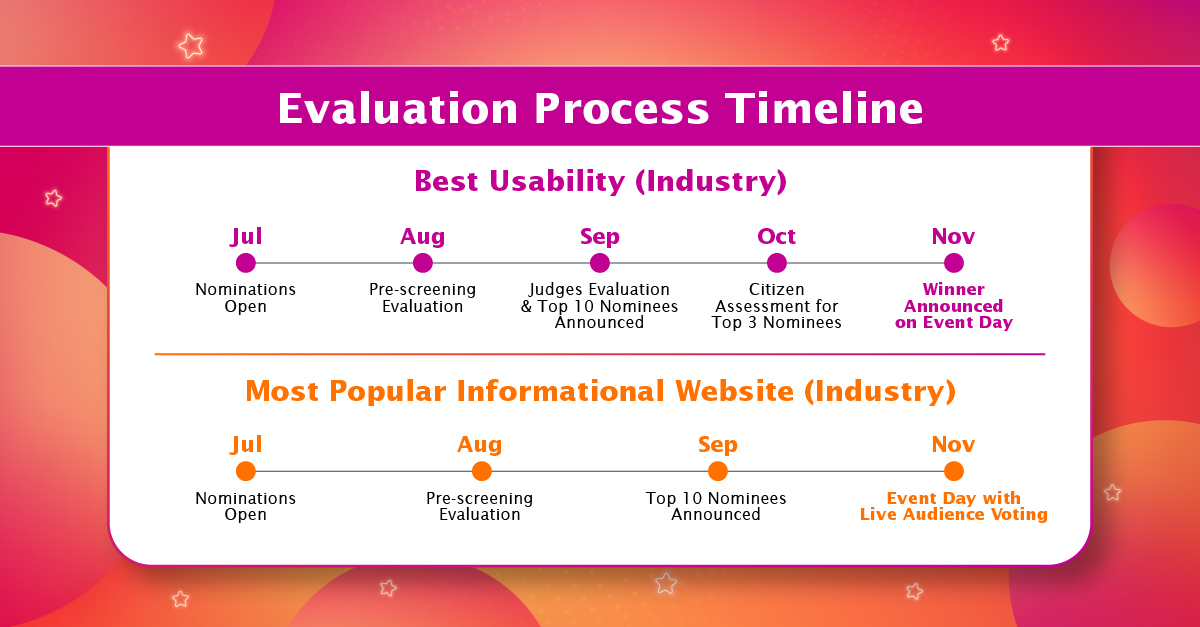 Evaluation Process Timeline
Best Usability (Industry)
Jul
Aug
Sep
Oct
Nov
Nominations
Open
Pre-screening
Evaluation
Judges Evaluation
& Top 10 Nominees
Announced
Citizen
Assessment for
Top 3 Nominees
Winner
Announced
on Event Day
Most Popular Informational Website (Industry)
Jul
Aug
Sep
Nov
Nominations
Open
Pre-screening
Evaluation
Top 10 Nominees
Announced
Event Day with
Live Audience Voting